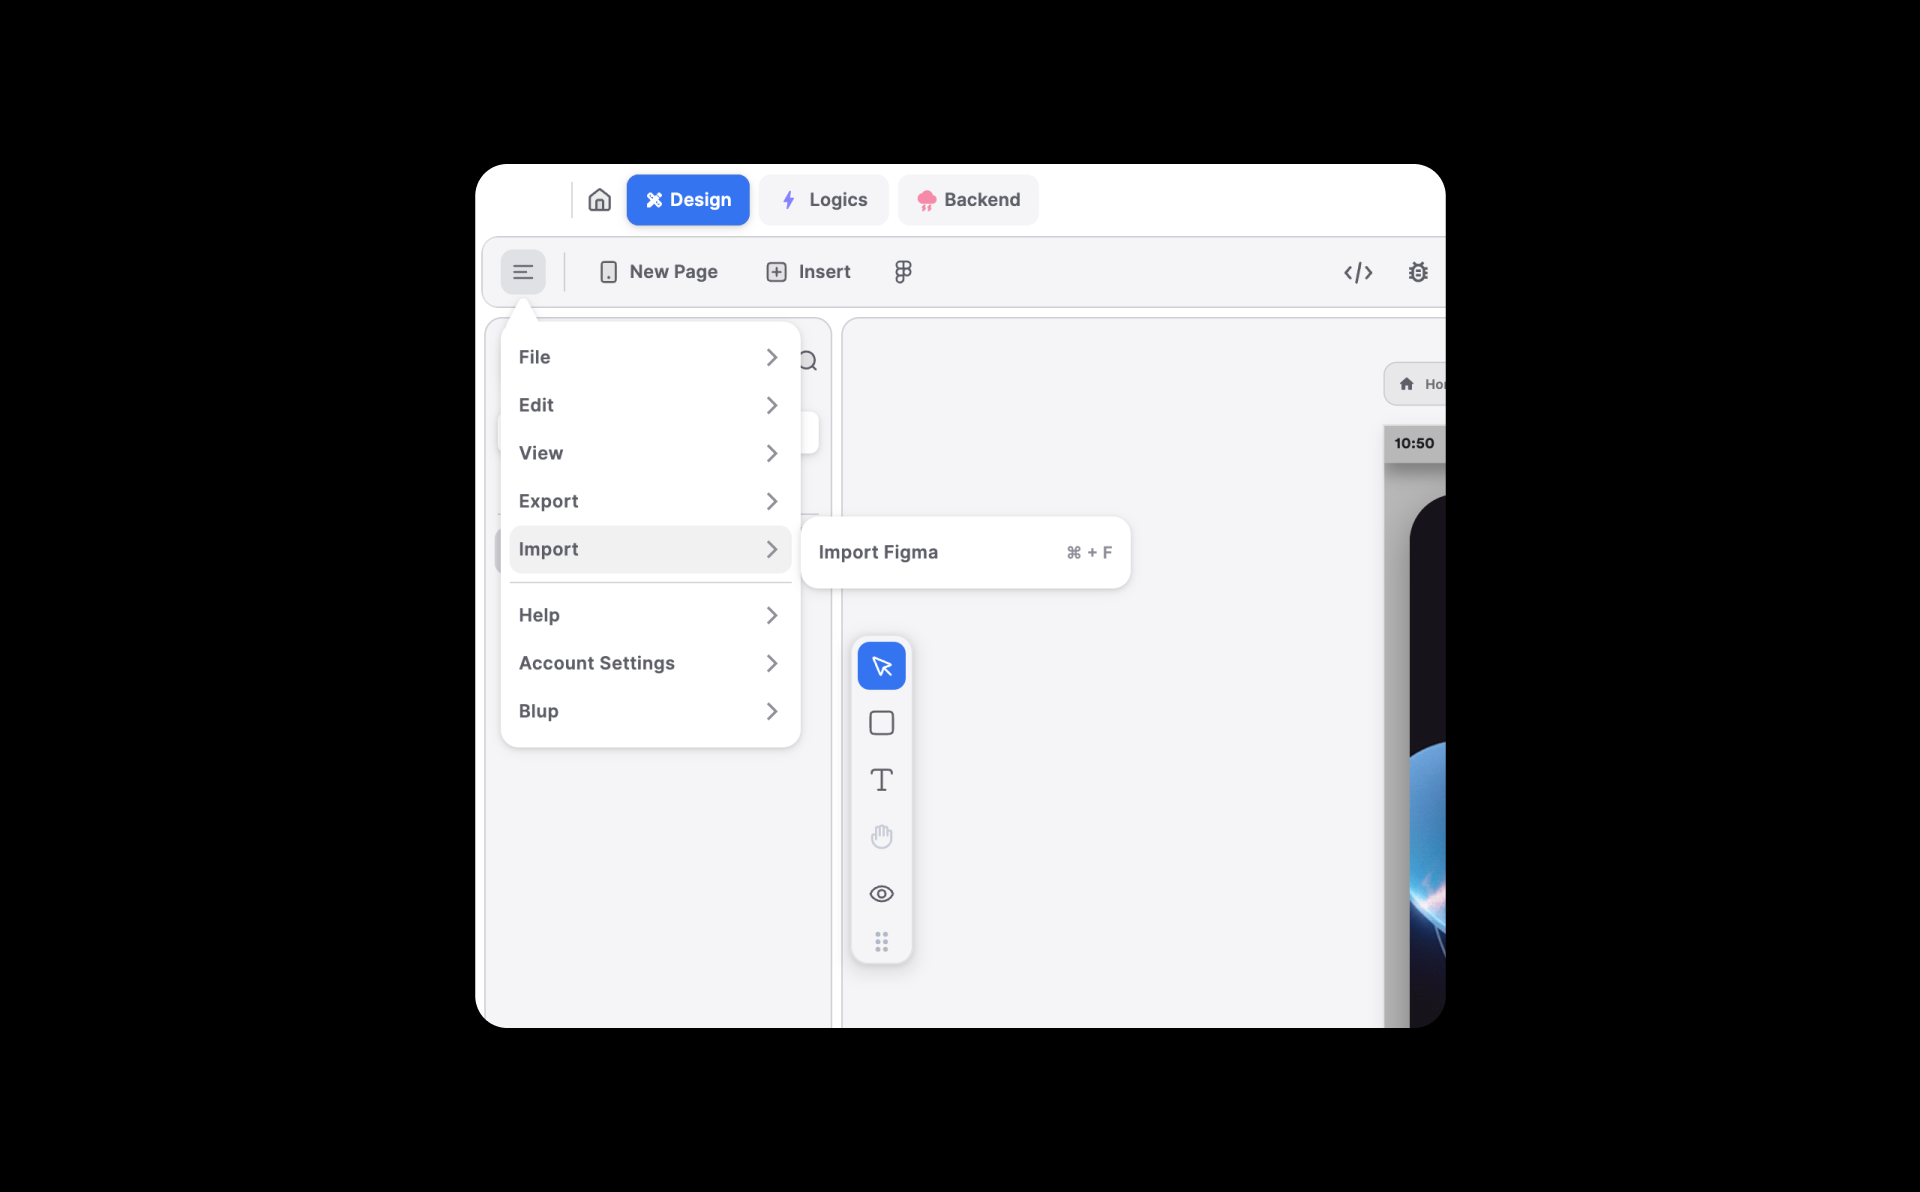 Design
Logics
Backend
New Page
Insert
File
Edit
View
Export
Import
Import Figma
⌘ + F
Help
Account Settings
Blup
10:50